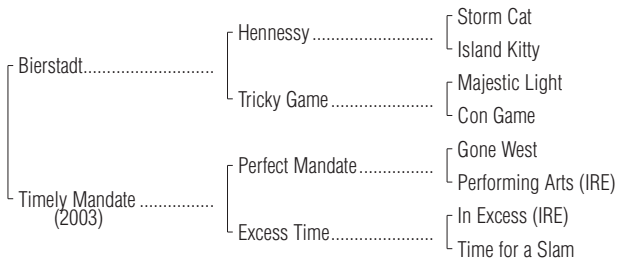 Storm Cat
Hennessy
Island Kitty
Bierstadt
Majestic Light
Tricky Game
Con Game
Gone West
Perfect Mandate
Performing Arts (IRE)
Timely Mandate
(2003)
In Excess (IRE)
Excess Time
Time for a Slam